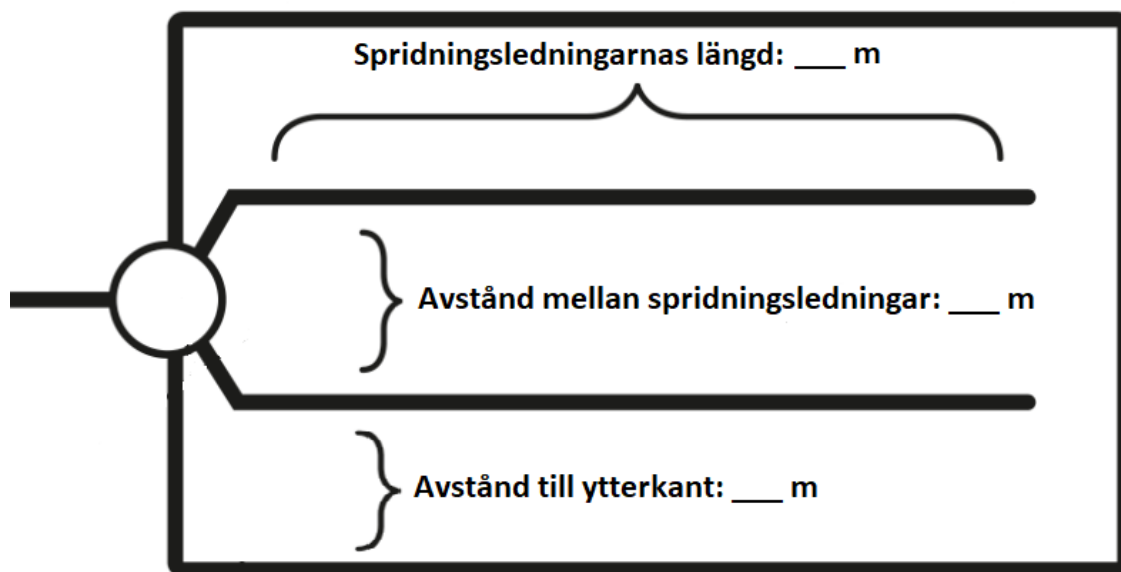 Spridningsledningarnas längd: ___ m
Avstånd mellan spridningsledningar: ___ m
Avstånd till ytterkant: ___ m